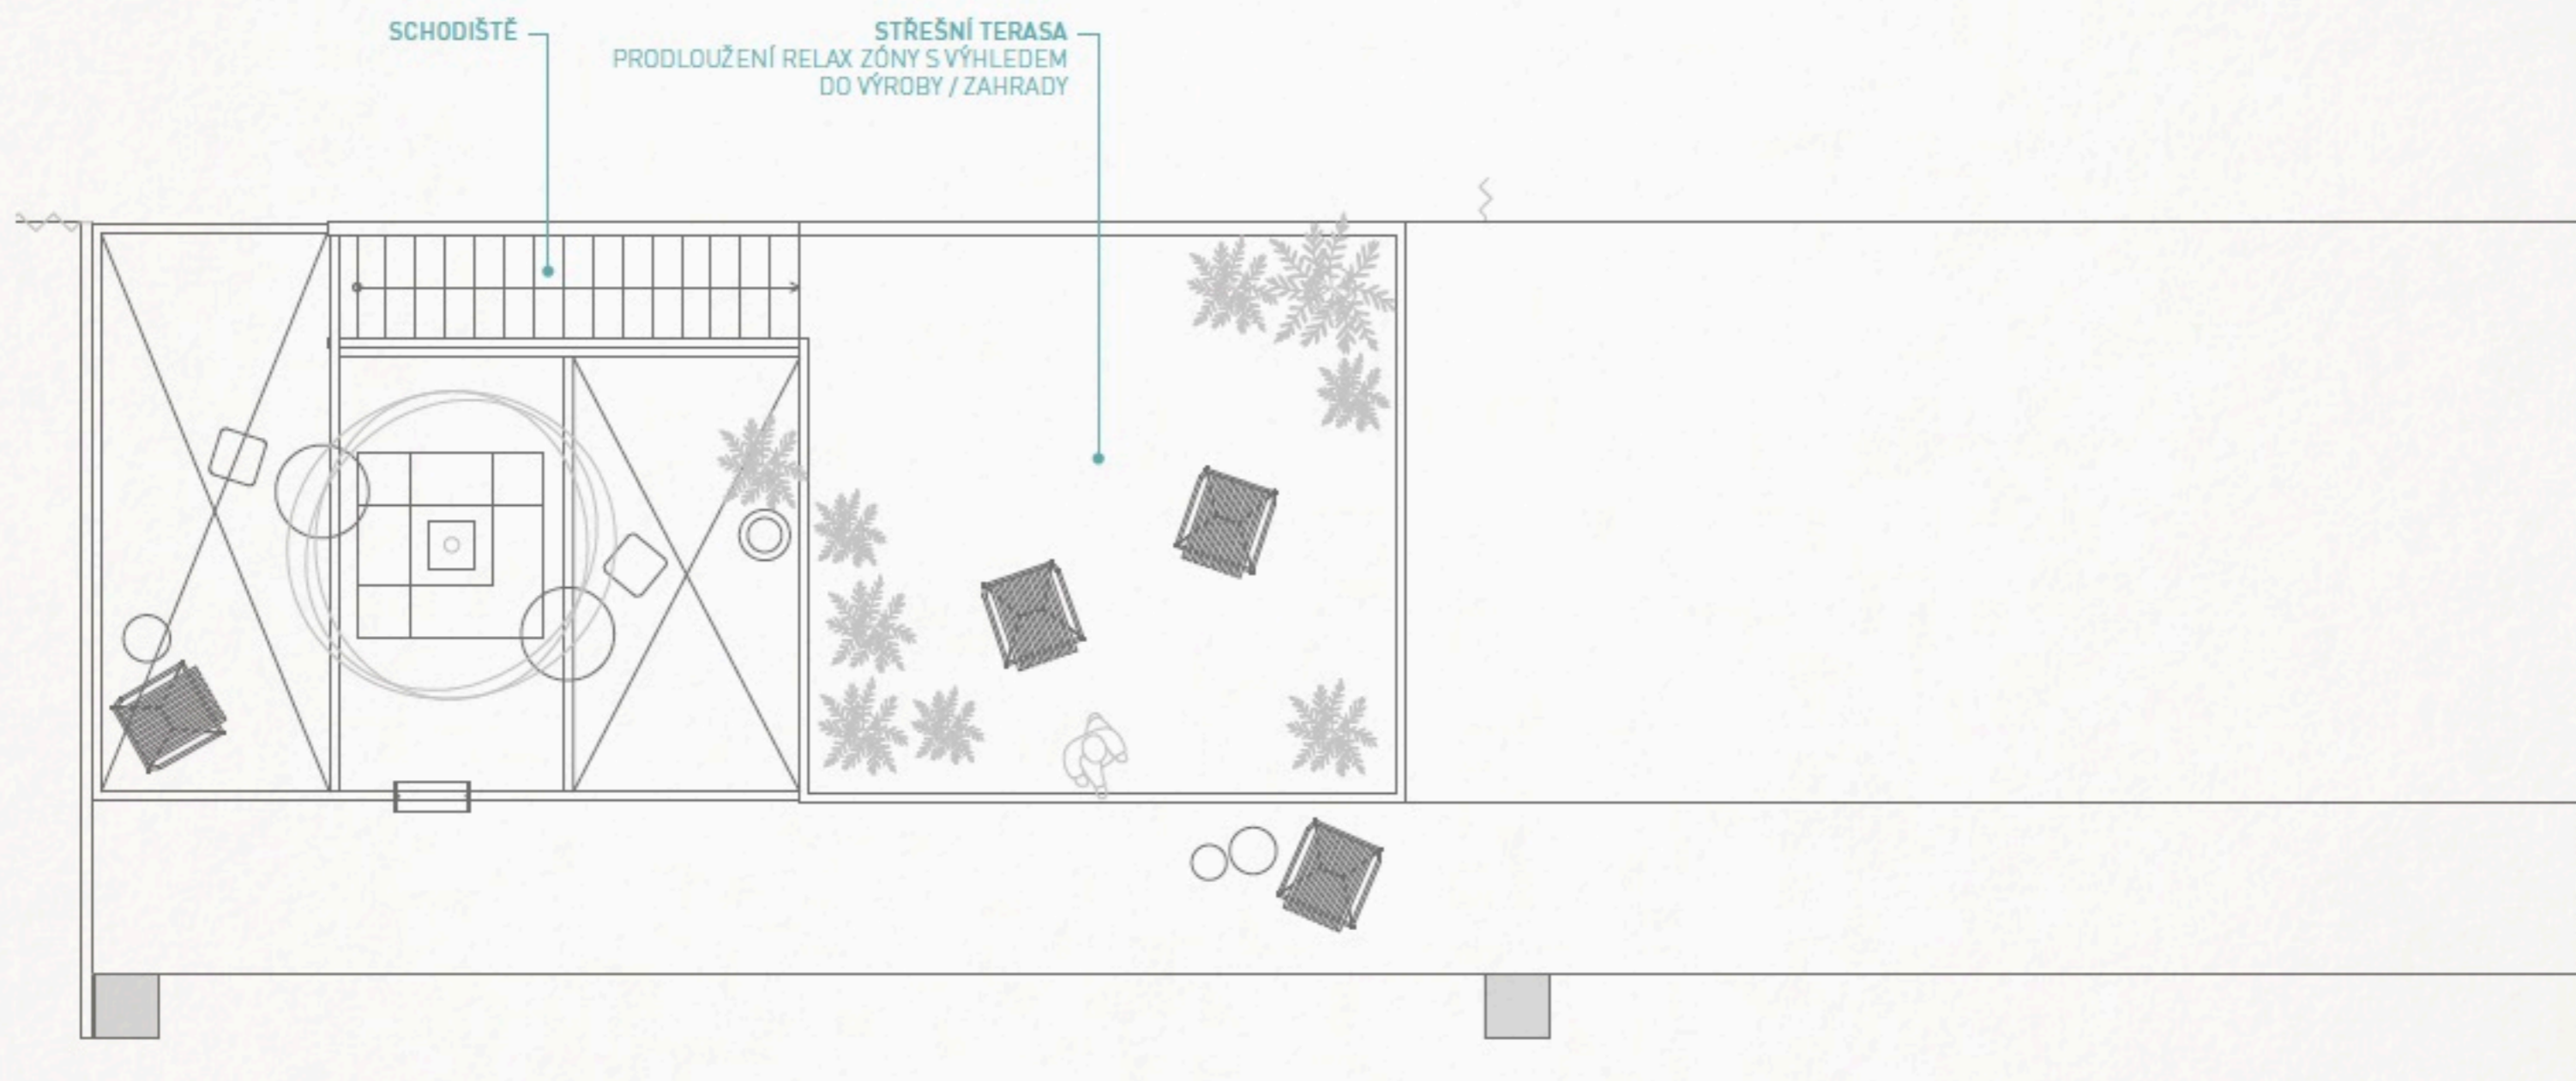 SCHODIŠTĚ
STŘEŠNÍ TERASA
PRODLOUŽENÍ RELAX ZÓNY S VÝHLEDEM
DO VÝROBY / ZAHRADY